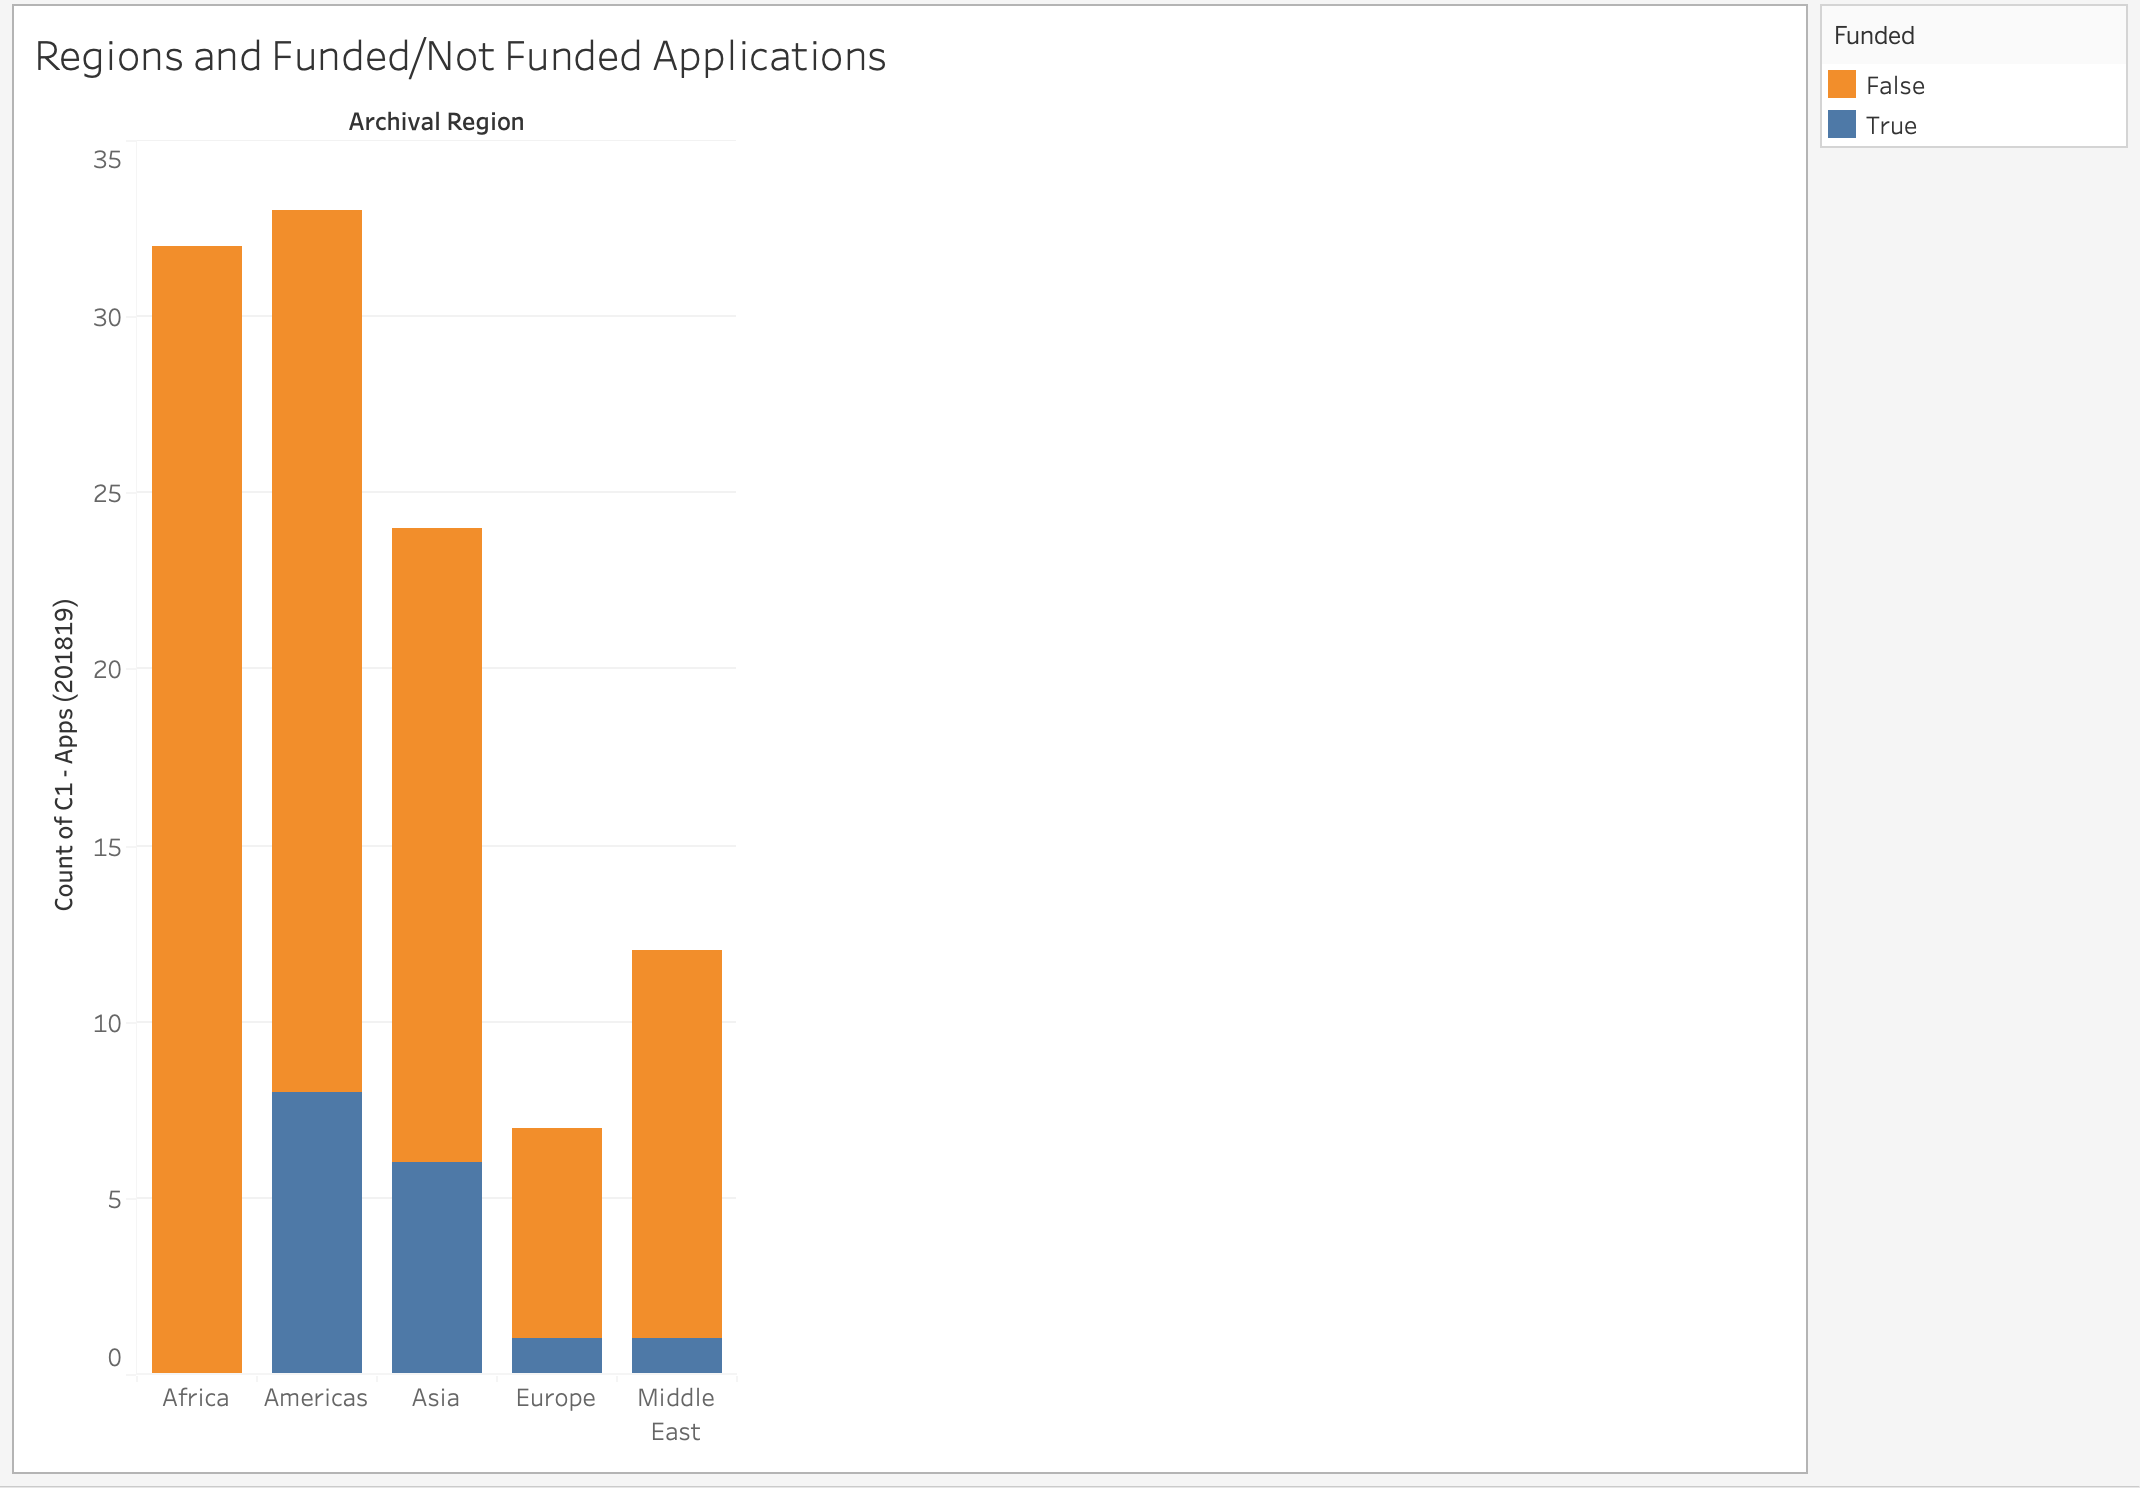 Regions and Funded/Not Funded Applications
Archival Region
35
30
25
20
15
10
5
0
Count of C1 - Apps (201819)
Africa
Americas
Asia
Europe
Middle
East
Funded
False
True